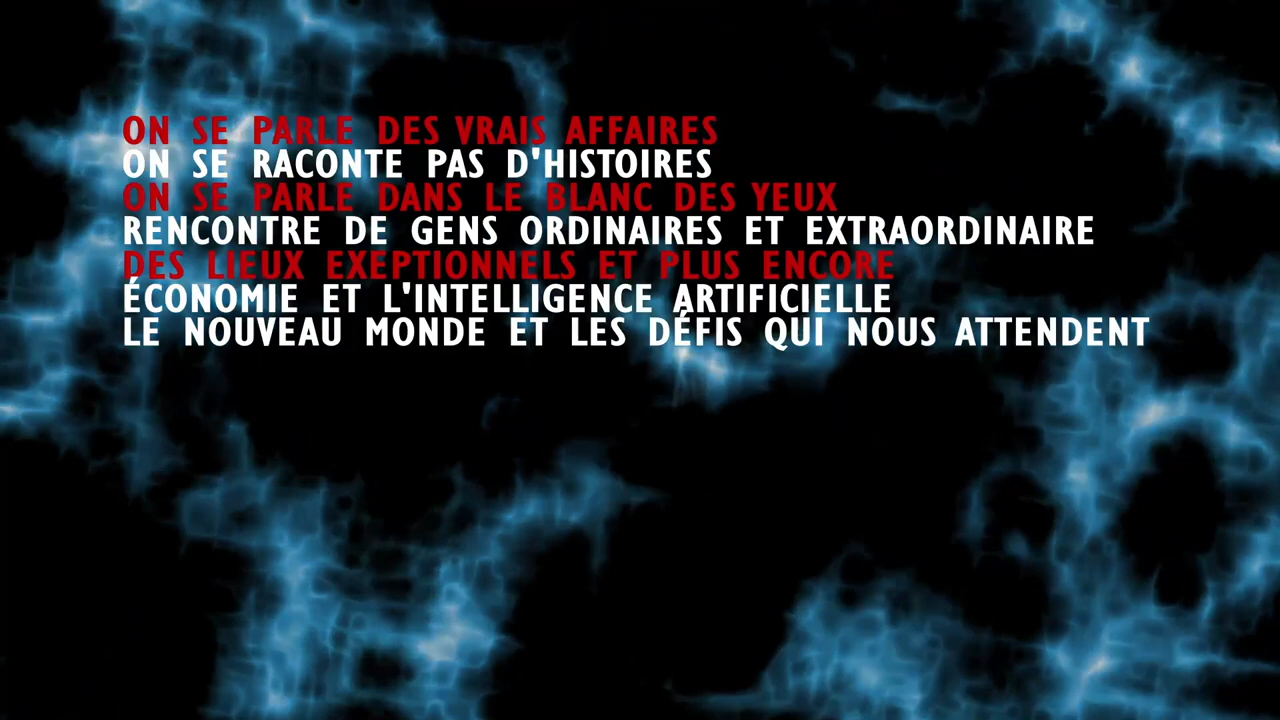 ON SE PARLE DES VRAIS AFFAIRES
ON SE RACONTE PAS D'HISTOIRES
ON SE PARLE DANS LE BLANC DES YEUX
RENCONTRE DE GENS ORDINAIRES ET EXTRAORDINAIRE
DES LIEUX EXEPTIONNELS ET PLUS ENCORE
ÉCONOMIE ET L'INTELLIGENCE ARTIFICIELLE
LE NOUVEAU MONDE ET LES DÉFIS QUI NOUS ATTENDENT